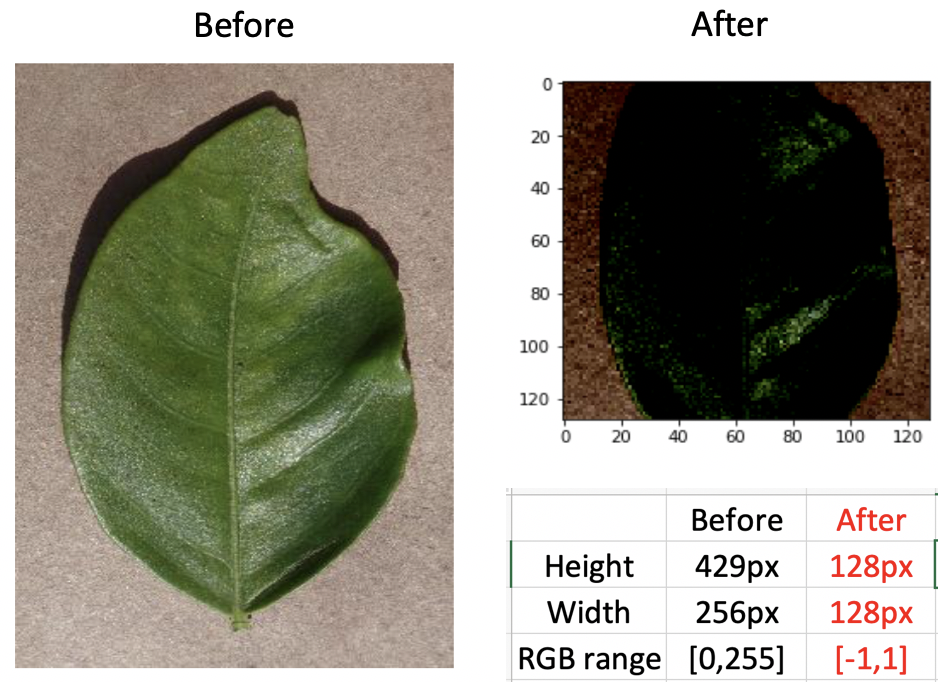 Before
After
0
20
40
60
80
100
120
0 20 40 60 80 100 120
Before After
Height 429px 128px
Width 256px 128px
RGB range [0,255] [-1,1]